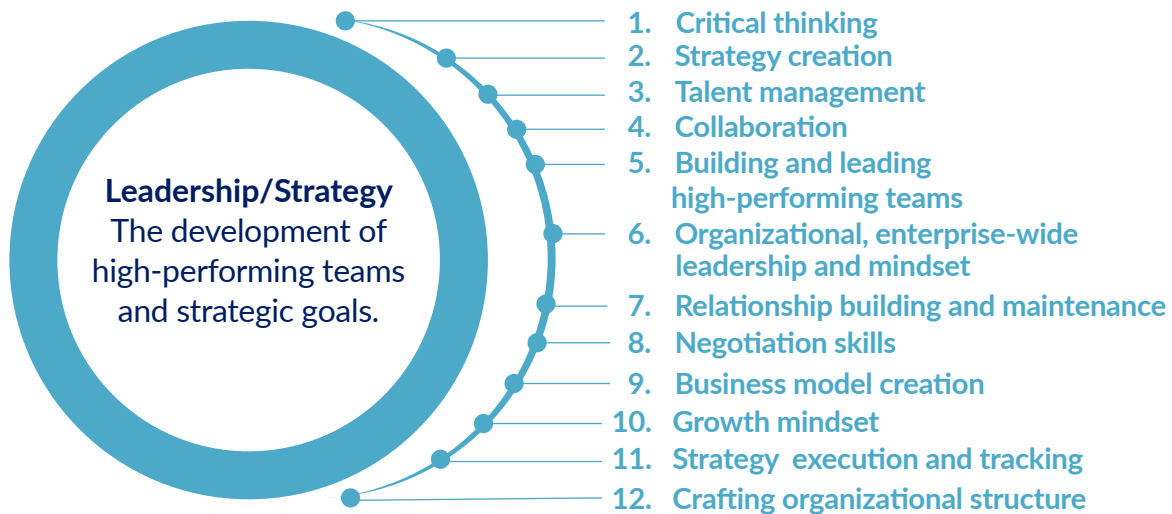 Leadership/Strategy
The development of
high-performing teams
and strategic goals.
1. Critical thinking
2. Strategy creation
3. Talent management
4. Collaboration
5. Building and leading
high-performing teams
6. Organizational, enterprise-wide
leadership and mindset
7. Relationship building and maintenance
8. Negotiation skills
9. Business model creation
10. Growth mindset
11. Strategy execution and tracking
12. Crafting organizational structure